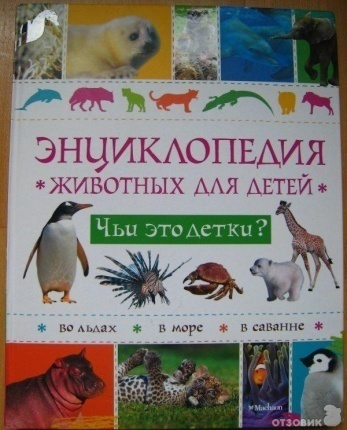 ЭНЦИКЛОПЕДИЯ
* ЖИВОТНЫХ ДЛЯ ДЕТЕЙ *
Чьи это детки?
* во льдах * в море * в саванне *
Machaon
ОТЗОВИК